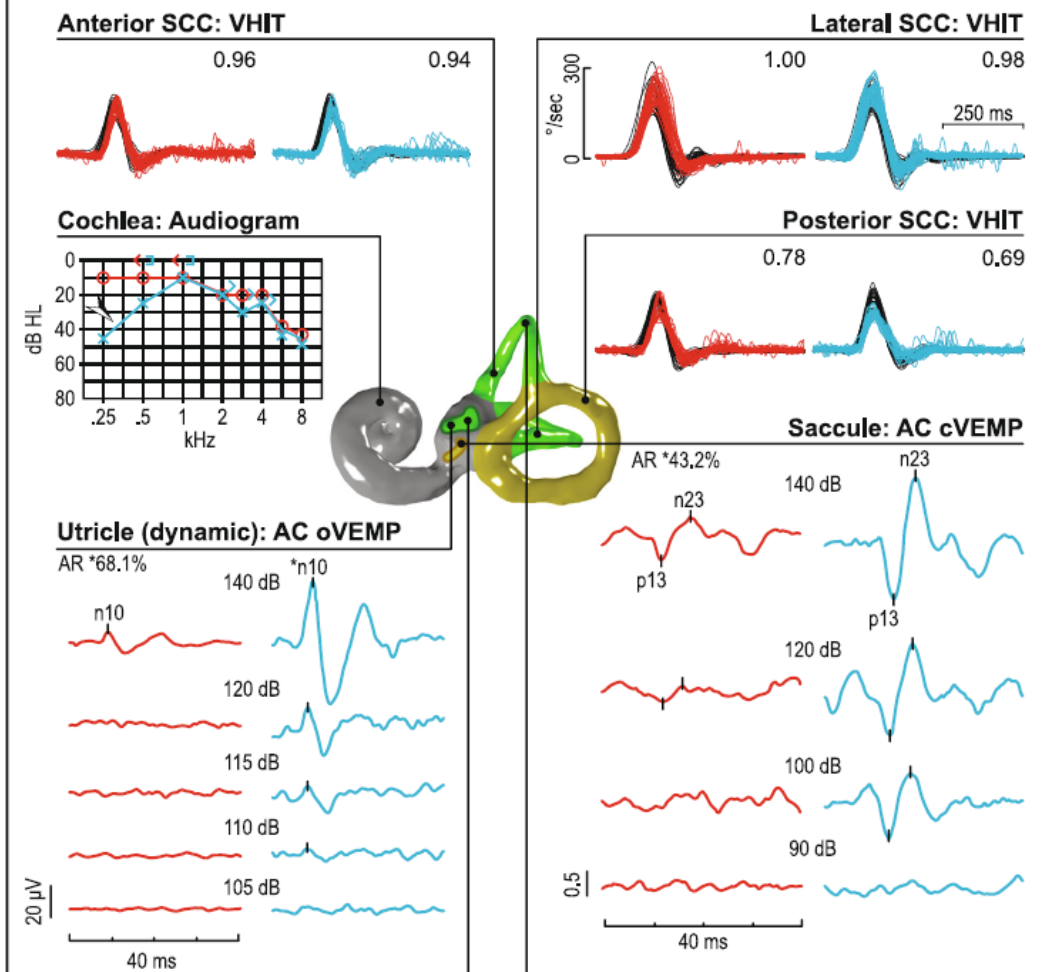 Anterior SCC: VHIT
0.96
0.94
Lateral SCC: VHIT
1.00
0.98
300
°/sec
0
250 ms
Cochlea: Audiogram
0
20
40
60
80
dB HL
.25 .5 1 2 4 8
kHz
Posterior SCC: VHIT
0.78
0.69
Utricle (dynamic): AC oVEMP
AR *68.1%
140 dB
n10
*n10
120 dB
115 dB
110 dB
105 dB
20 µV
40 ms
Saccule: AC cVEMP
AR *43.2%
140 dB
n23
p13
n23
p13
120 dB
100 dB
90 dB
0.5
40 ms